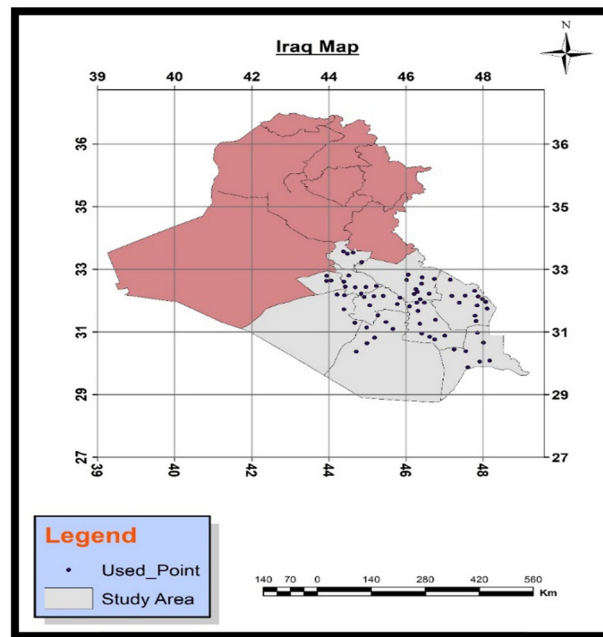 Iraq Map
N
39 40 42 44 46 48
36 36
35 35
33 33
31 31
29 29
27 27
39 40 42 44 46 48
Legend
Used_Point
Study Area
140 70 0 140 280 420 560
Km